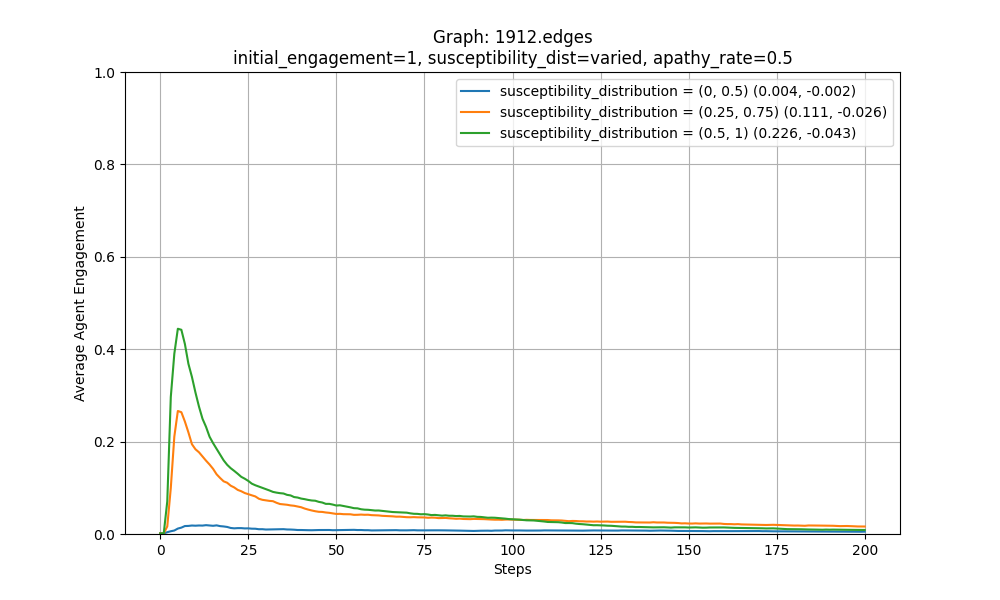 Graph: 1912.edges
initial_engagement=1, susceptibility_dist=varied, apathy_rate=0.5
susceptibility_distribution = (0, 0.5) (0.004, -0.002)
susceptibility_distribution = (0.25, 0.75) (0.111, -0.026)
susceptibility_distribution = (0.5, 1) (0.226, -0.043)
Average Agent Engagement
1.0
0.8
0.6
0.4
0.2
0.0
0 25 50 75 100 125 150 175 200
Steps